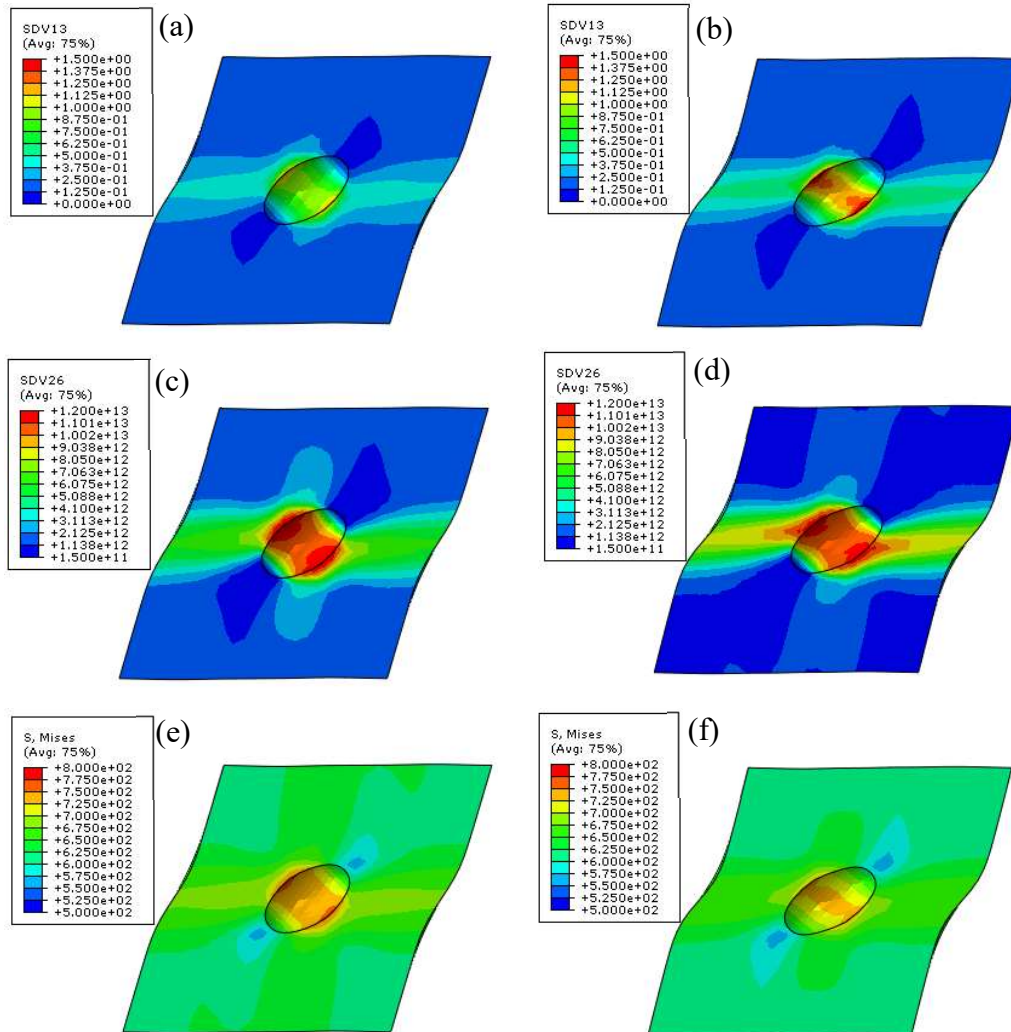 (a)
SDV13
(Avg: 75%)
+1.500e+00
+1.375e+00
+1.250e+00
+1.125e+00
+1.000e+00
+8.750e-01
+7.500e-01
+6.250e-01
+5.000e-01
+3.750e-01
+2.500e-01
+1.250e-01
+0.000e+00
(b)
SDV13
(Avg: 75%)
+1.500e+00
+1.375e+00
+1.250e+00
+1.125e+00
+1.000e+00
+8.750e-01
+7.500e-01
+6.250e-01
+5.000e-01
+3.750e-01
+2.500e-01
+1.250e-01
+0.000e+00
(c)
SDV26
(Avg: 75%)
+1.200e+13
+1.101e+13
+1.002e+13
+9.038e+12
+8.050e+12
+7.063e+12
+6.075e+12
+5.088e+12
+4.100e+12
+3.113e+12
+2.125e+12
+1.138e+12
+1.500e+11
(d)
SDV26
(Avg: 75%)
+1.200e+13
+1.101e+13
+1.002e+13
+9.038e+12
+8.050e+12
+7.063e+12
+6.075e+12
+5.088e+12
+4.100e+12
+3.113e+12
+2.125e+12
+1.138e+12
+1.500e+11
(e)
S, Mises
(Avg: 75%)
+8.000e+02
+7.750e+02
+7.500e+02
+7.250e+02
+7.000e+02
+6.750e+02
+6.500e+02
+6.250e+02
+6.000e+02
+5.750e+02
+5.500e+02
+5.250e+02
+5.000e+02
(f)
S, Mises
(Avg: 75%)
+8.000e+02
+7.750e+02
+7.500e+02
+7.250e+02
+7.000e+02
+6.750e+02
+6.500e+02
+6.250e+02
+6.000e+02
+5.750e+02
+5.500e+02
+5.250e+02
+5.000e+02